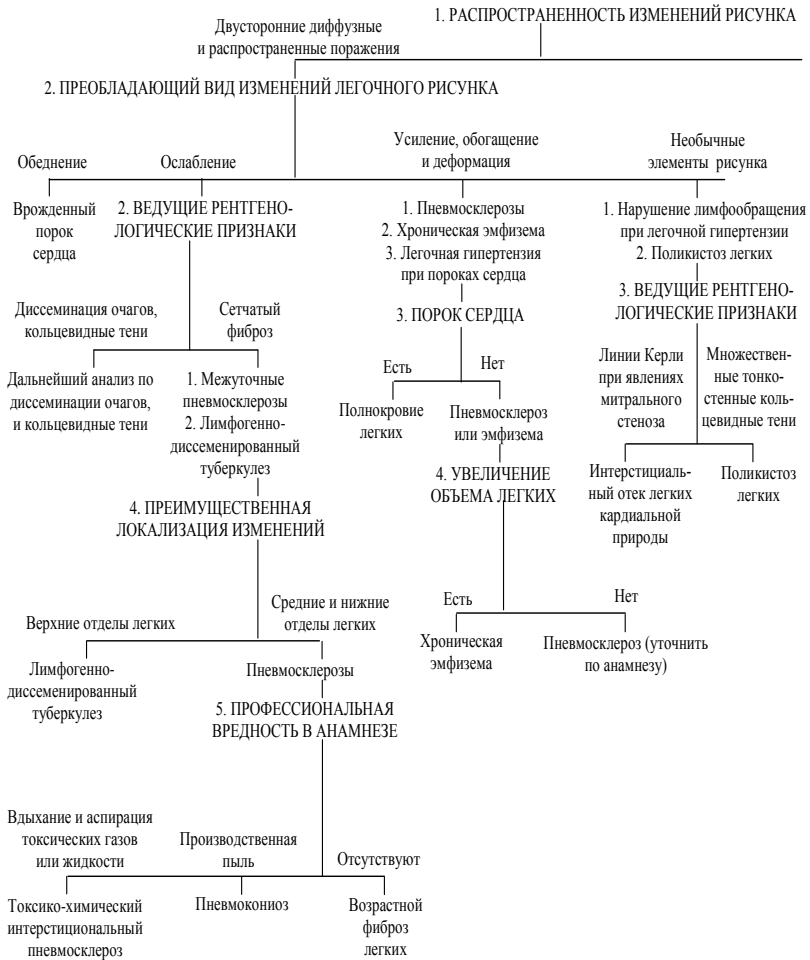 1. РАСПРОСТРАНЕННОСТЬ ИЗМЕНЕНИЙ РИСУНКА
Двусторонние диффузные
и распространенные поражения
2. ПРЕОБЛАДАЮЩИЙ ВИД ИЗМЕНЕНИЙ ЛЕГОЧНОГО РИСУНКА
Обеднение
Ослабление
Усиление, обогащение
и деформация
Необычные
элементы рисунка
Врожденный
порок
сердца
2. ВЕДУЩИЕ РЕНТГЕНО-
ЛОГИЧЕСКИЕ ПРИЗНАКИ
1. Пневмосклерозы
2. Хроническая эмфизема
3. Легочная гипертензия
при пороках сердца
1. Нарушение лимфообращения
при легочной гипертензии
2. Поликистоз легких
Диссеминация очагов,
кольцевидные тени
Сетчатый
фиброз
3. ПОРОК СЕРДЦА
3. ВЕДУЩИЕ РЕНТГЕНО-
ЛОГИЧЕСКИЕ ПРИЗНАКИ
Дальнейший анализ по
диссеминации очагов,
и кольцевидные тени
1. Межуточные
пневмосклерозы
2. Лимфогенно-
диссеменированный
туберкулез
Есть
Нет
Линии Керли
при явлениях
митрального
стеноза
Множествен-
ные тонко-
стенные коль-
цевидные тени
Полнокровие
легких
Пневмосклероз
или эмфизема
4. УВЕЛИЧЕНИЕ
ОБЪЕМА ЛЕГКИХ
Интерстициаль-
ный отек легких
кардиальной
природы
Поликистоз
легких
4. ПРЕИМУЩЕСТВЕННАЯ
ЛОКАЛИЗАЦИЯ ИЗМЕНЕНИЙ
Верхние отделы легких
Средние и нижние
отделы легких
Есть
Нет
Лимфогенно-
диссеменированный
туберкулез
Пневмосклерозы
Хроническая
эмфизема
Пневмосклероз (уточнить
по анамнезу)
5. ПРОФЕССИОНАЛЬНАЯ
ВРЕДНОСТЬ В АНАМНЕЗЕ
Вдыхание и аспирация
токсических газов
или жидкости
Производственная
пыль
Отсутствуют
Токсико-химический
интерстициональный
пневмосклероз
Пневмокониоз
Возрастной
фиброз
легких